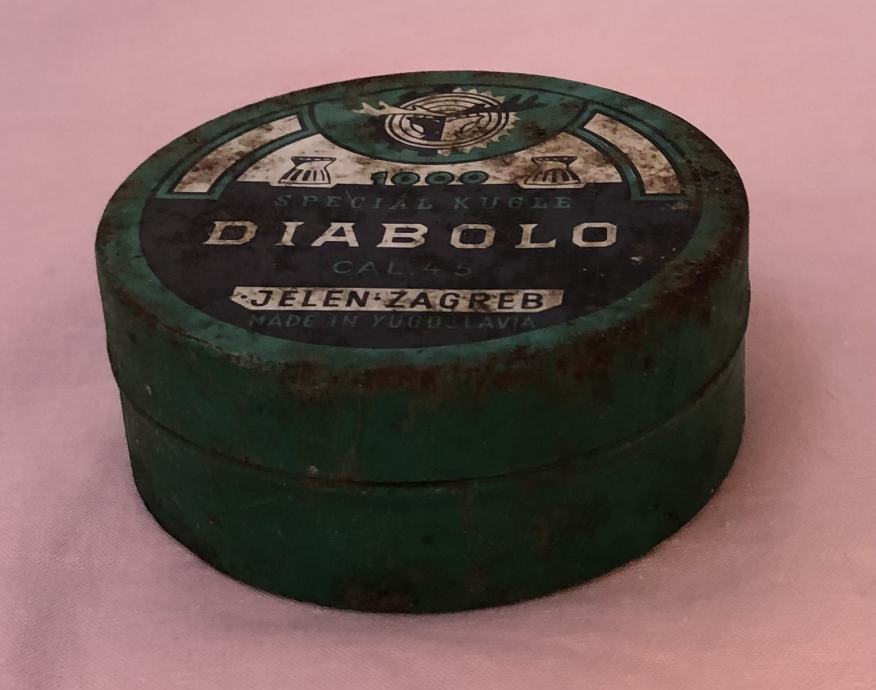 1000
SPECIAL KUGLE
DIABOLO
CAL. 4 5
·JELEN·ZAGREB
MADE IN YUGOSLAVIA